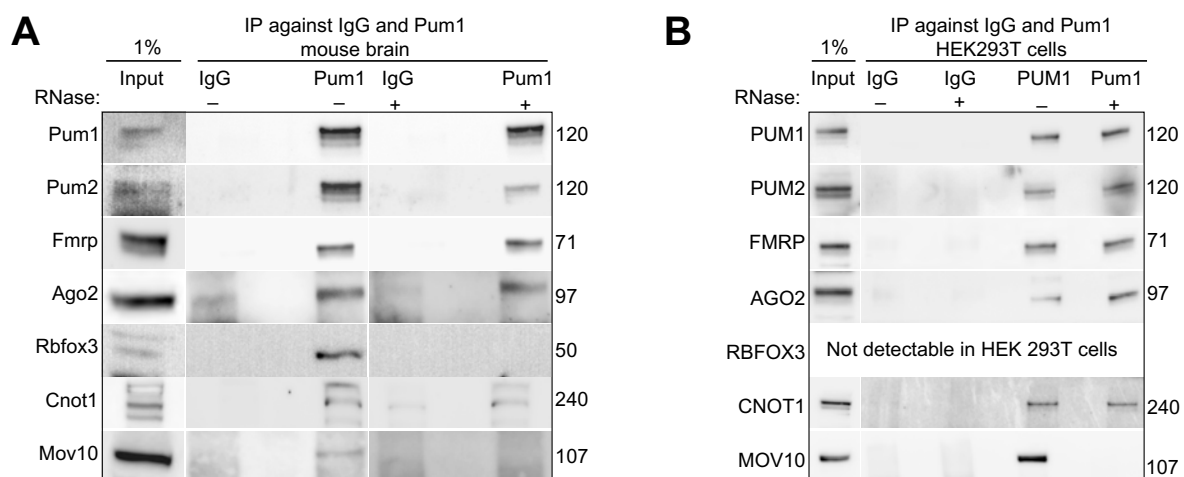 A
IP against IgG and Pum1
mouse brain
1%
Input IgG Pum1 IgG Pum1
RNase: – – + +
Pum1 120
Pum2 120
Fmrp 71
Ago2 97
Rbfox3 50
Cnot1 240
Mov10 107
B
IP against IgG and Pum1
HEK293T cells
1%
Input IgG IgG PUM1 Pum1
RNase: – + – +
PUM1 120
PUM2 120
FMRP 71
AGO2 97
RBFOX3 Not detectable in HEK 293T cells
CNOT1 240
MOV10 107